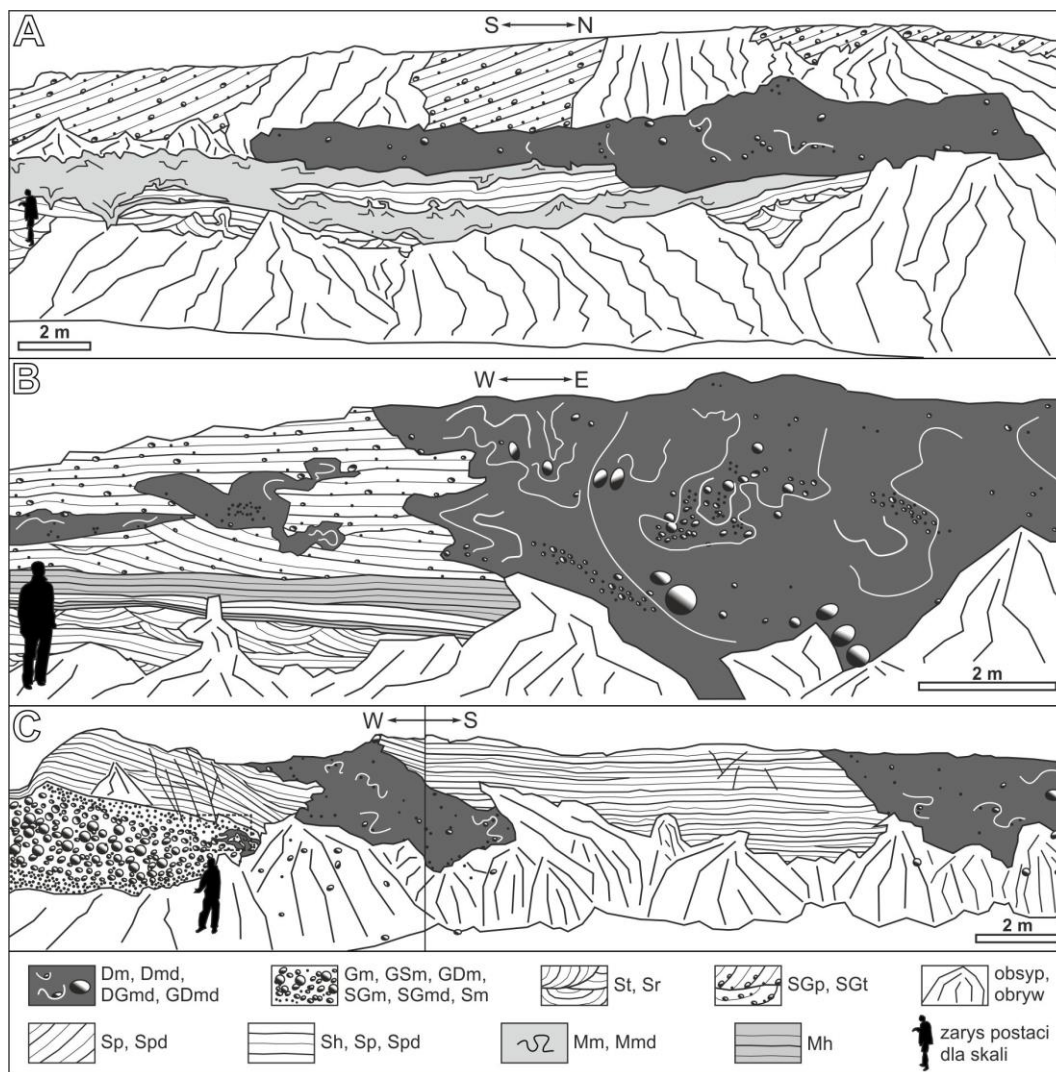 A
S N
2 m
B
W E
2 m
C
W S
2 m
Dm, Dmd,
DGmd, GDmd
Gm, GSm, GDm,
SGm, SGmd, Sm
St, Sr
SGp, SGt
obsyp,
obryw
Sp, Spd
Sh, Sp, Spd
Mm, Mmd
Mh
zarys postaci
dla skali